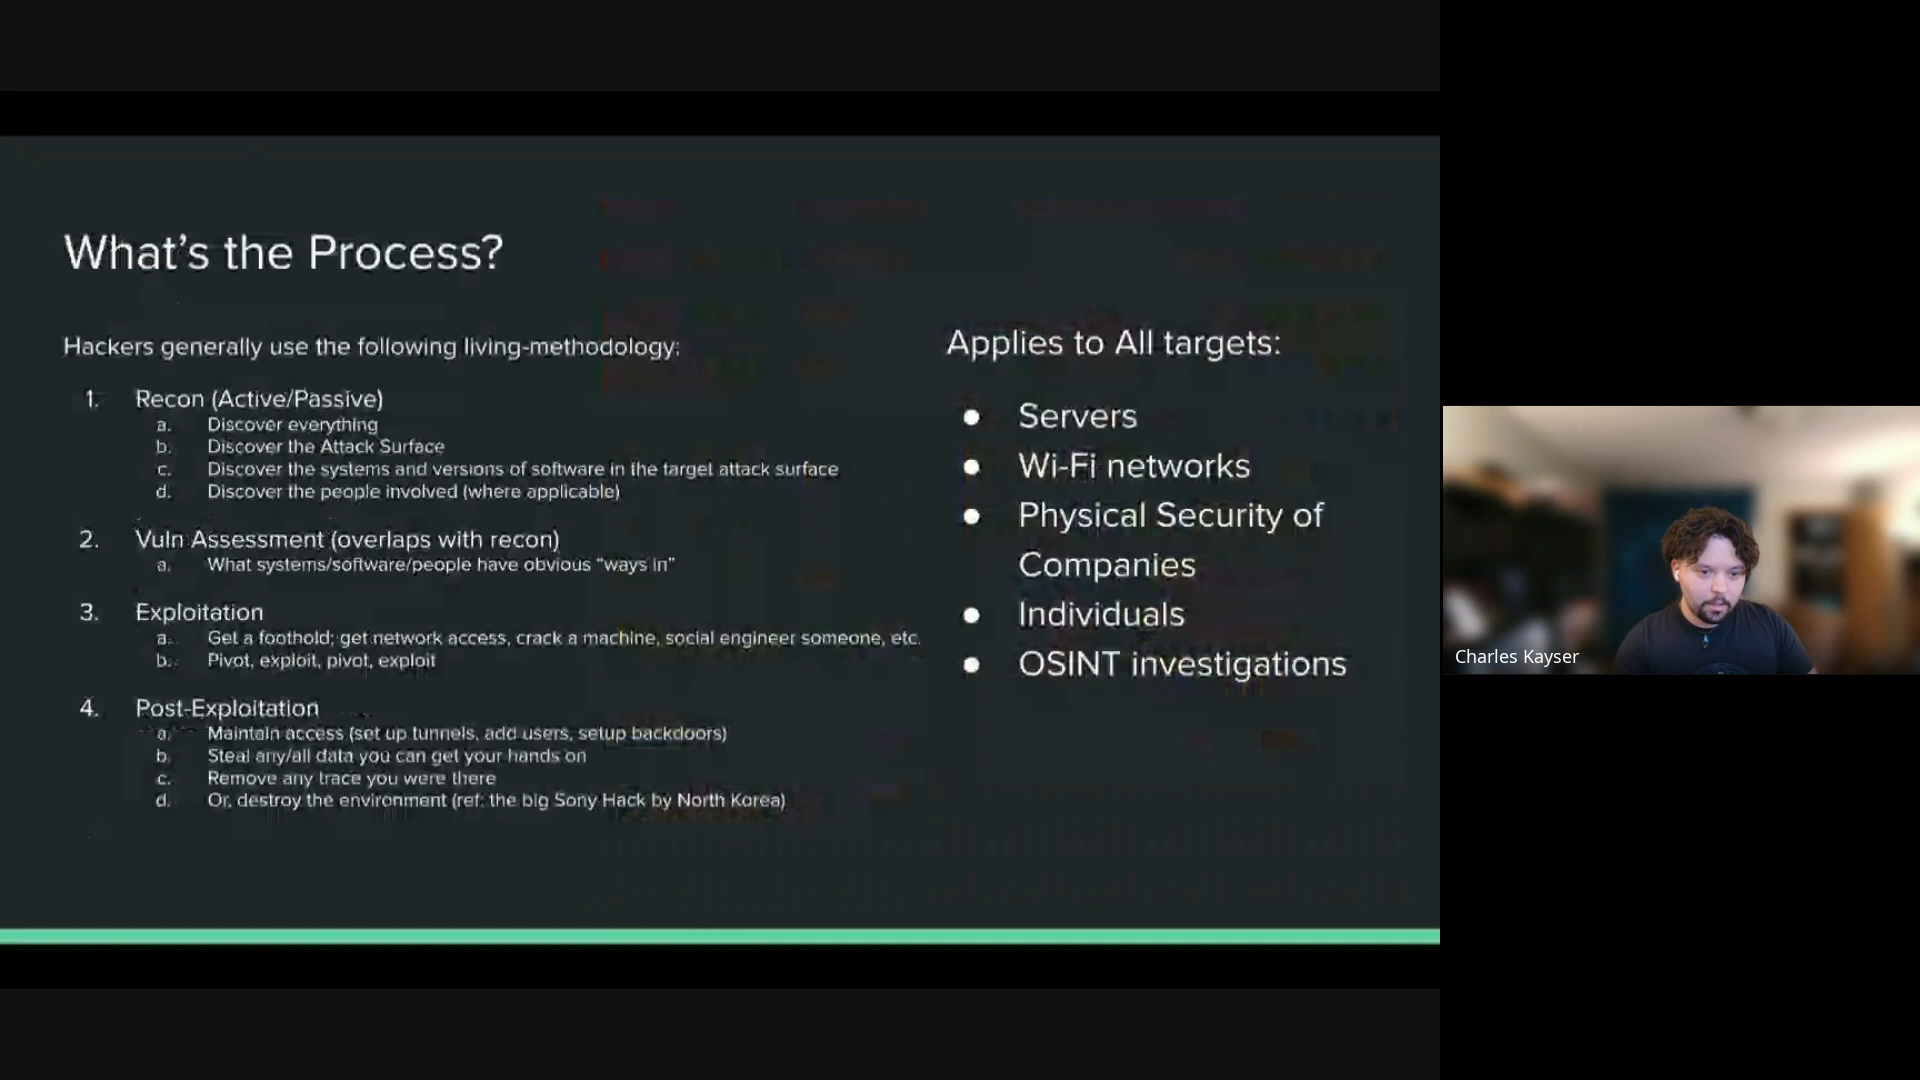 What's the Process?
Hackers generally use the following living-methodology:
1. Recon (Active/Passive)
a. Discover everything
b. Discover the Attack Surface
c. Discover the systems and versions of software in the target attack surface
d. Discover the people involved (where applicable)
2. Vuln Assessment (overlaps with recon)
a. What systems/software/people have obvious “ways in”
3. Exploitation
a. Get a foothold; get network access, crack a machine, social engineer someone, etc.
b. Pivot, exploit, pivot, exploit
4. Post-Exploitation
a. Maintain access (set up tunnels, add users, setup backdoors)
b. Steal any/all data you can get your hands on
c. Remove any trace you were there
d. Or, destroy the environment (ref: the big Sony Hack by North Korea)
Applies to All targets:
● Servers
● Wi-Fi networks
● Physical Security of
Companies
● Individuals
● OSINT investigations
Charles Kayser